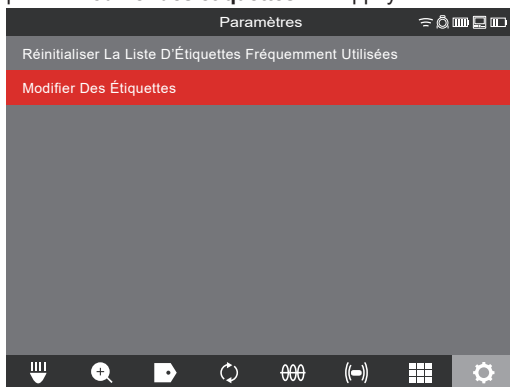 Paramètres
Réinitialiser La Liste D'Étiquettes Fréquemment Utilisées
Modifier Des Étiquettes